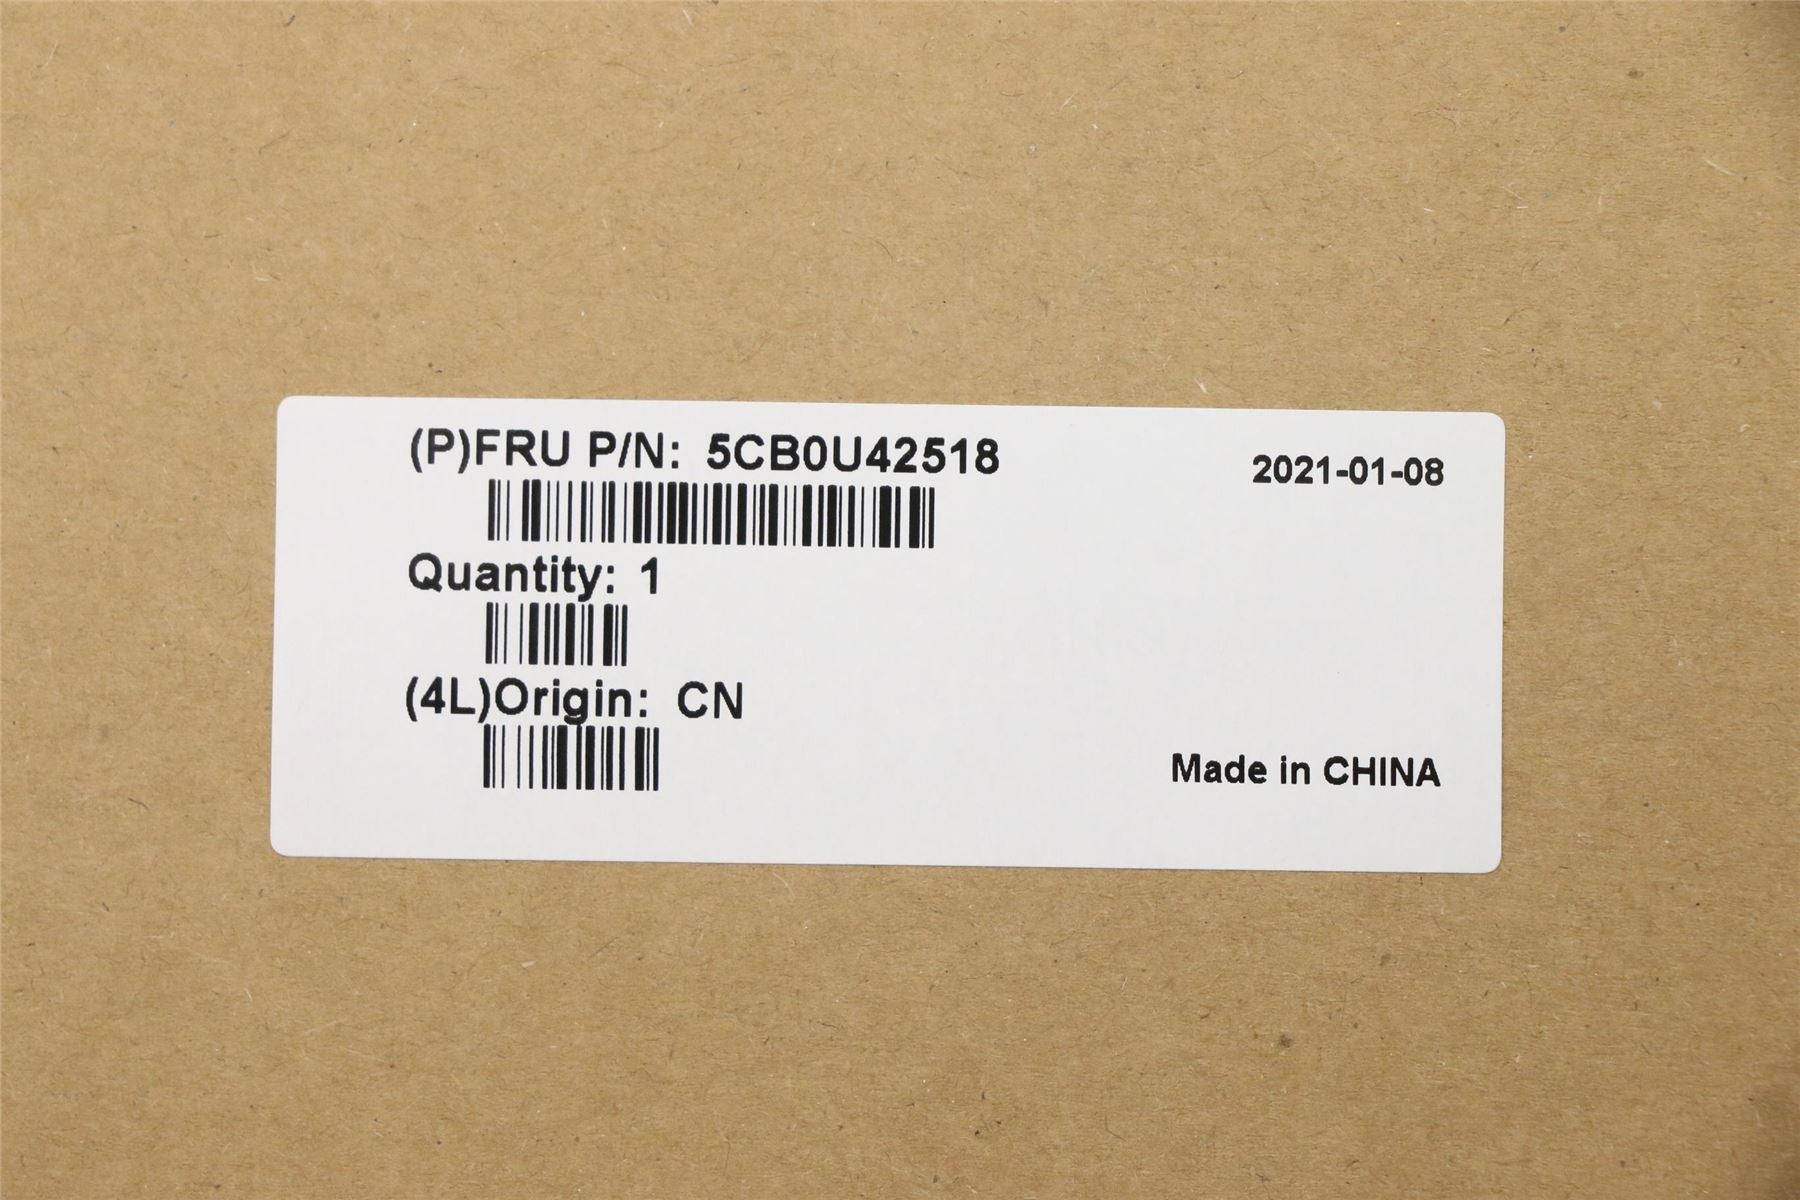 (P)FRU P/N: 5CB0U42518
2021-01-08
Quantity: 1
(4L)Origin: CN
Made in CHINA